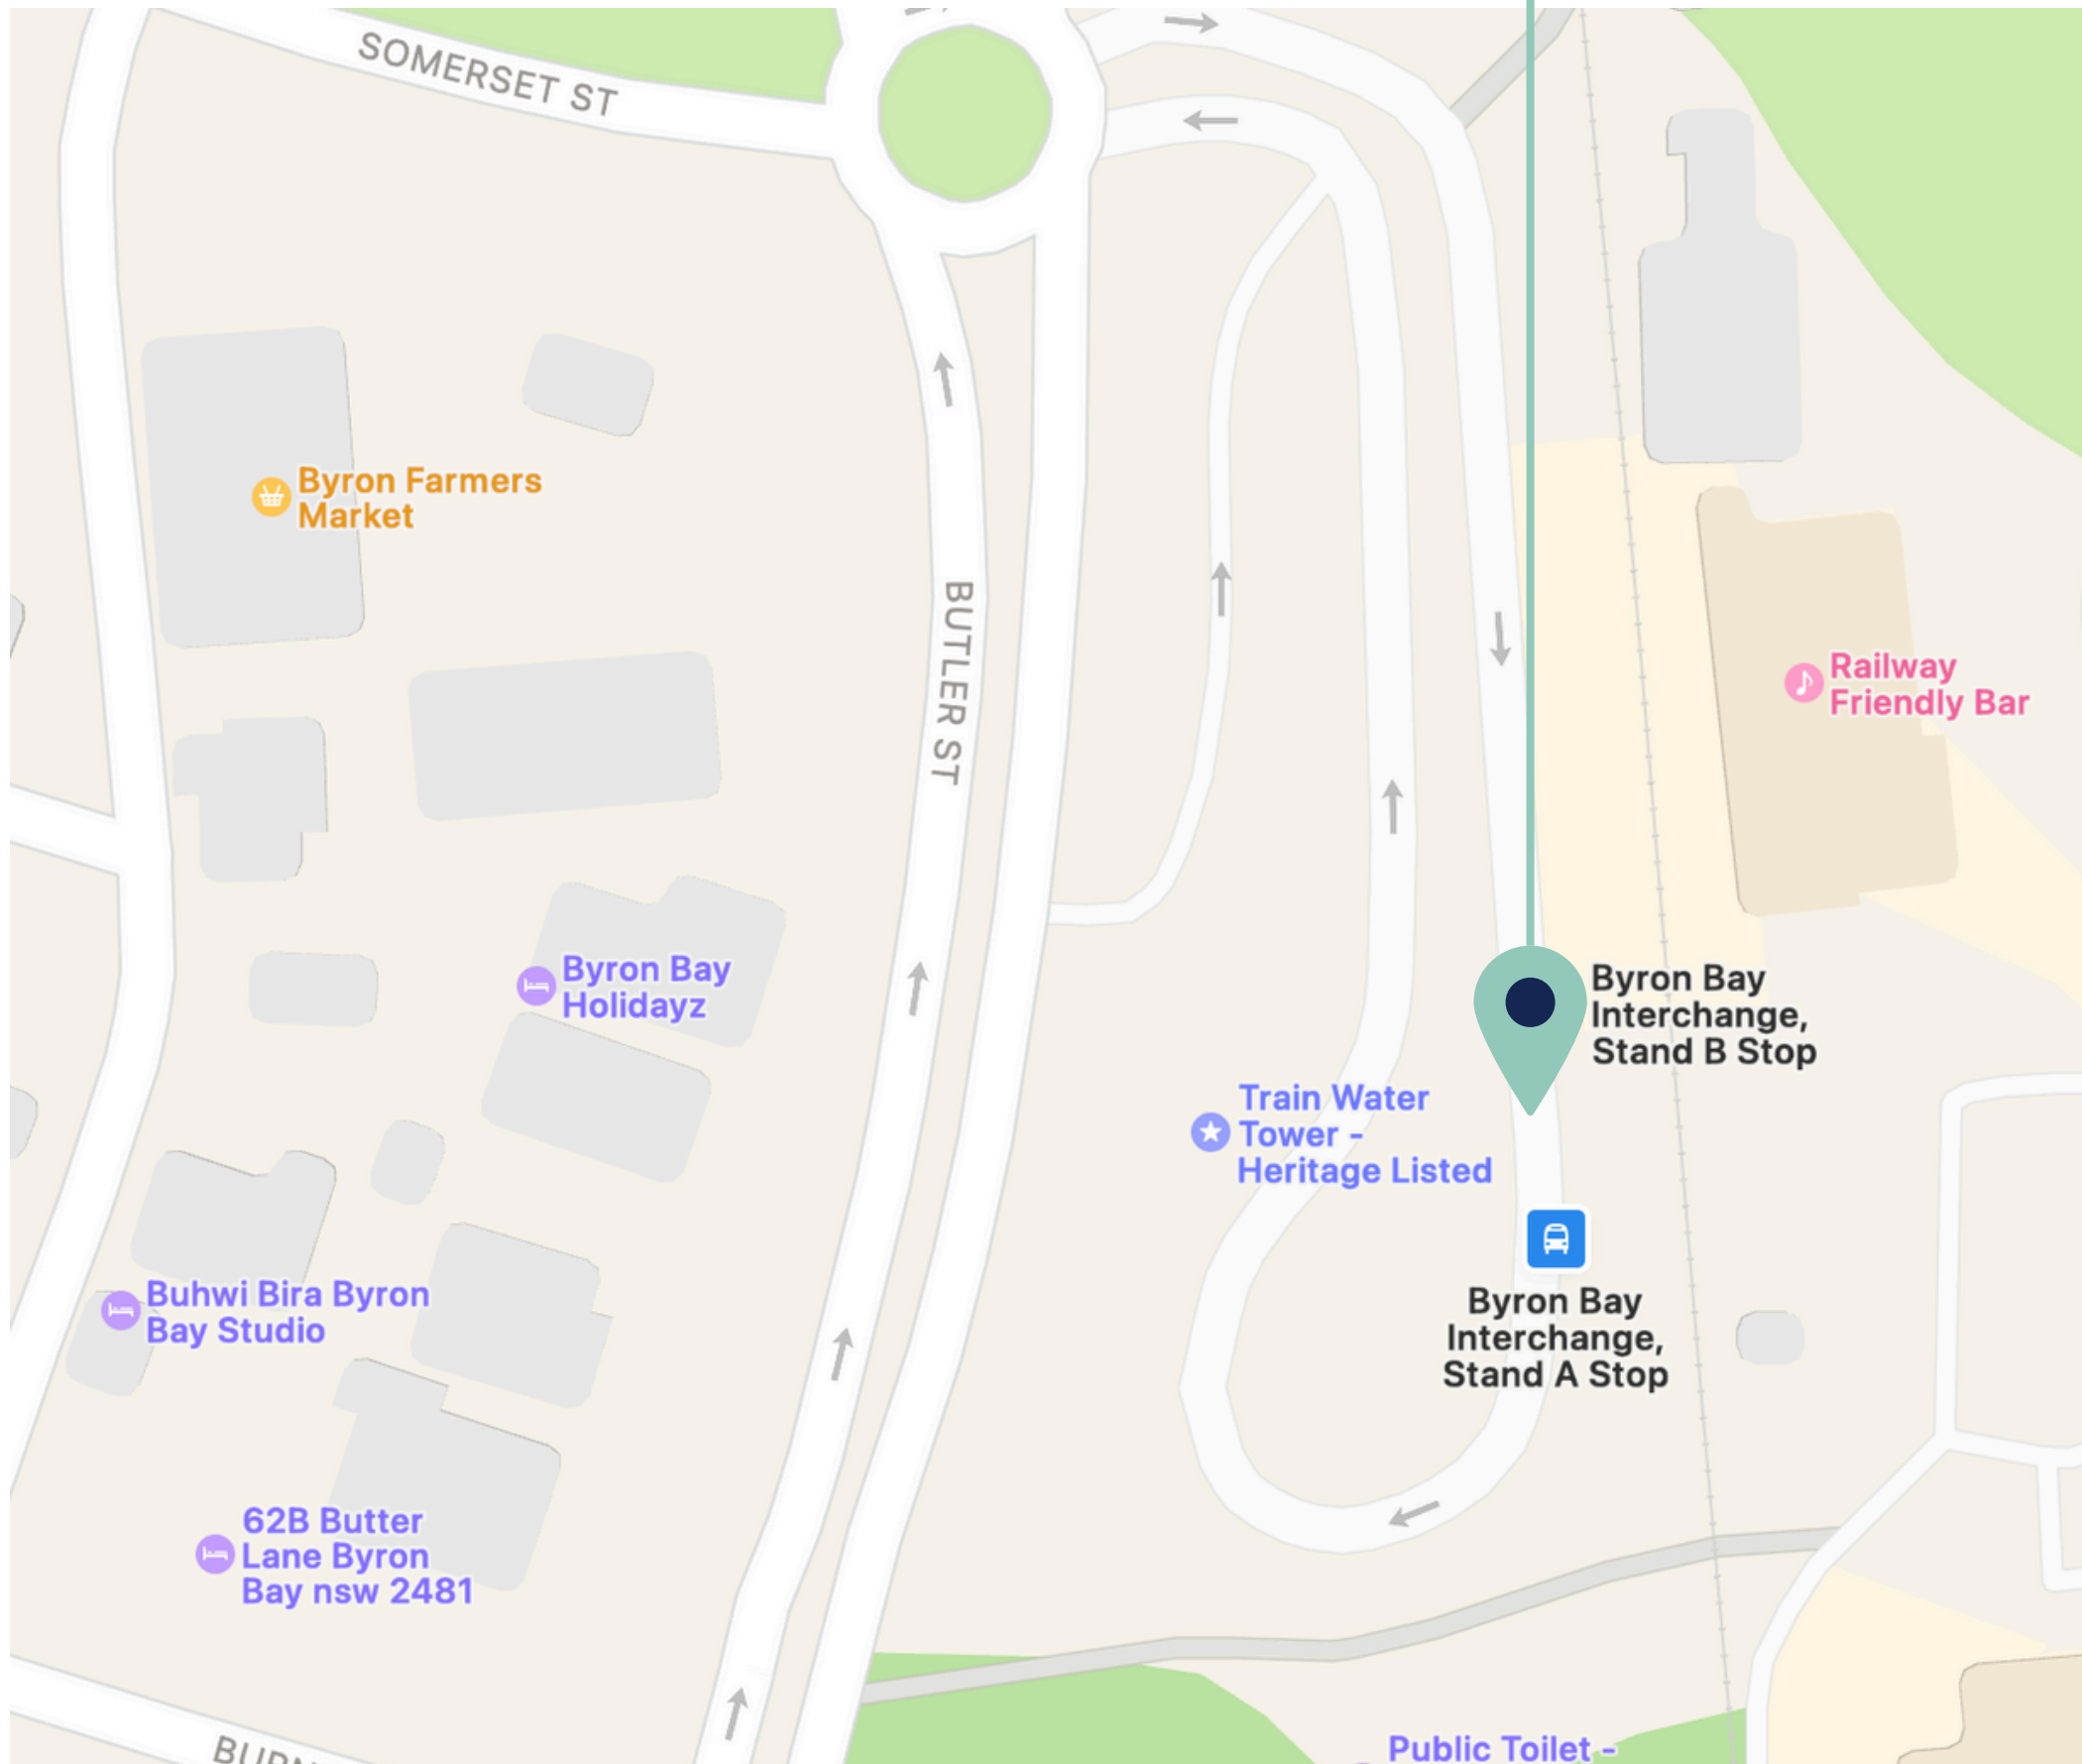 SOMERSET ST
Byron Farmers
Market
BUTLER ST
Railway
Friendly Bar
Byron Bay
Holidayz
Byron Bay
Interchange,
Stand B Stop
Train Water
Tower -
Heritage Listed
Buhwi Bira Byron
Bay Studio
Byron Bay
Interchange,
Stand A Stop
62B Butter
Lane Byron
Bay nsw 2481
Public Toilet -